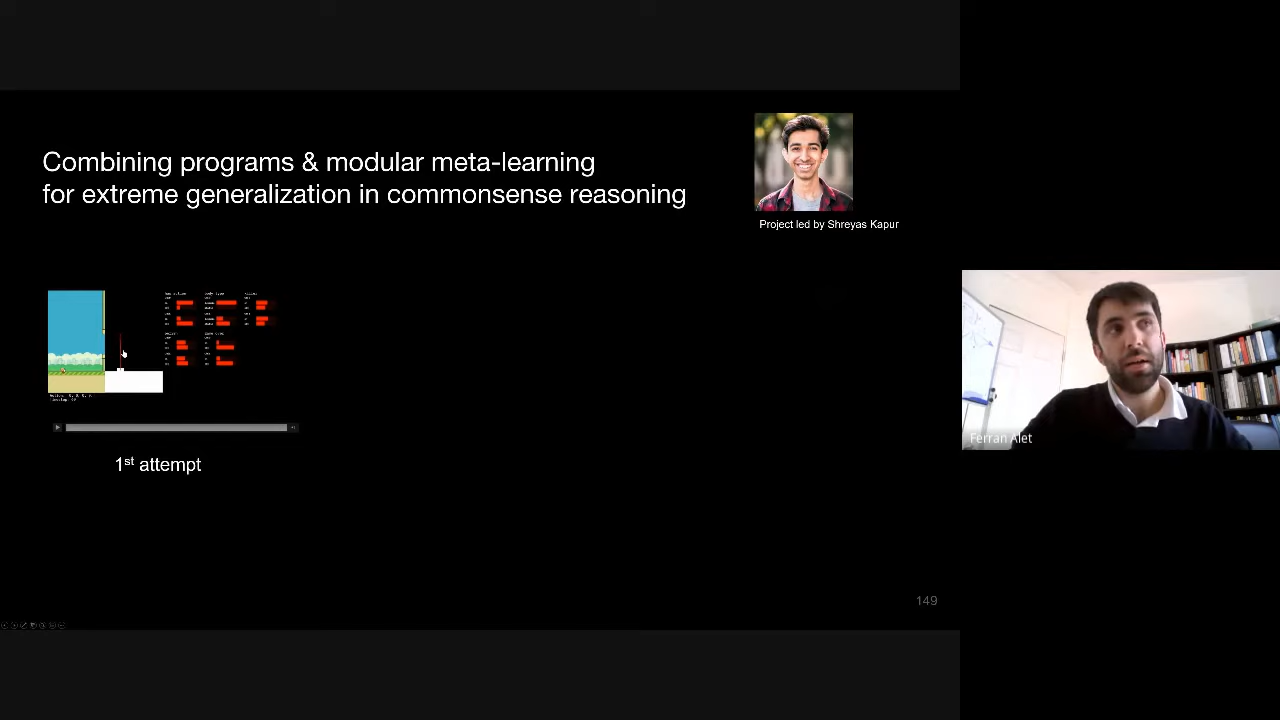 Combining programs & modular meta-learning
for extreme generalization in commonsense reasoning
Project led by Shreyas Kapur
1st attempt
149
Ferran Alet